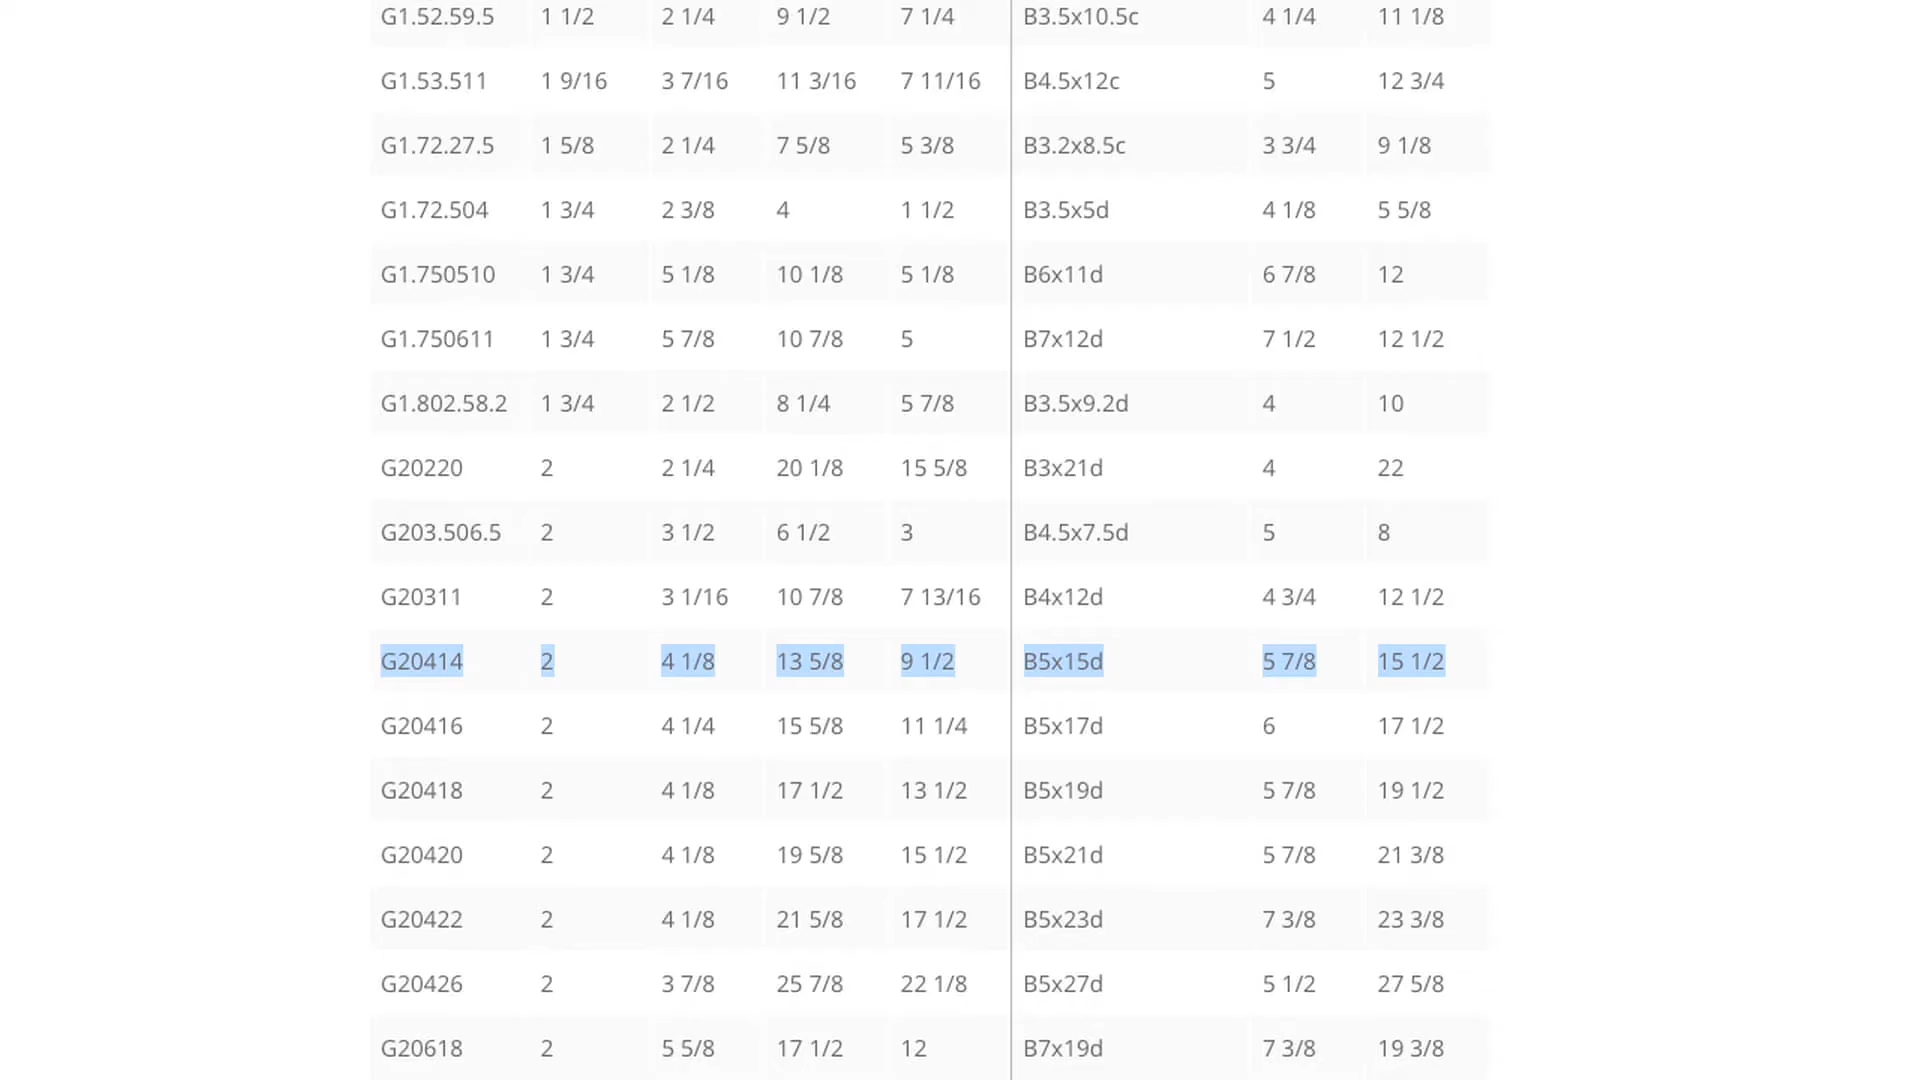 G1.52.59.5 1 1/2 2 1/4 9 1/2 7 1/4 B3.5x10.5c 4 1/4 11 1/8
G1.53.511 1 9/16 3 7/16 11 3/16 7 11/16 B4.5x12c 5 12 3/4
G1.72.27.5 1 5/8 2 1/4 7 5/8 5 3/8 B3.2x8.5c 3 3/4 9 1/8
G1.72.504 1 3/4 2 3/8 4 1 1/2 B3.5x5d 4 1/8 5 5/8
G1.750510 1 3/4 5 1/8 10 1/8 5 1/8 B6x11d 6 7/8 12
G1.750611 1 3/4 5 7/8 10 7/8 5 B7x12d 7 1/2 12 1/2
G1.802.58.2 1 3/4 2 1/2 8 1/4 5 7/8 B3.5x9.2d 4 10
G20220 2 2 1/4 20 1/8 15 5/8 B3x21d 4 22
G203.506.5 2 3 1/2 6 1/2 3 B4.5x7.5d 5 8
G20311 2 3 1/16 10 7/8 7 13/16 B4x12d 4 3/4 12 1/2
G20414 2 4 1/8 13 5/8 9 1/2 B5x15d 5 7/8 15 1/2
G20416 2 4 1/4 15 5/8 11 1/4 B5x17d 6 17 1/2
G20418 2 4 1/8 17 1/2 13 1/2 B5x19d 5 7/8 19 1/2
G20420 2 4 1/8 19 5/8 15 1/2 B5x21d 5 7/8 21 3/8
G20422 2 4 1/8 21 5/8 17 1/2 B5x23d 7 3/8 23 3/8
G20426 2 3 7/8 25 7/8 22 1/8 B5x27d 5 1/2 27 5/8
G20618 2 5 5/8 17 1/2 12 B7x19d 7 3/8 19 3/8